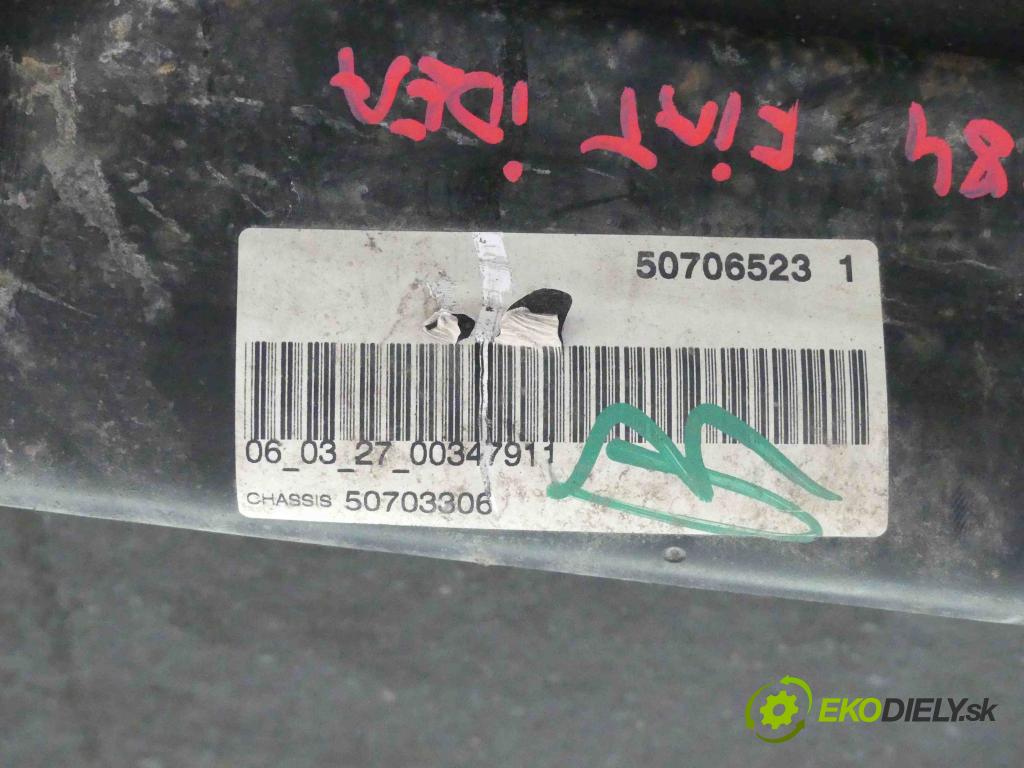 84 FIAT iDEA
50706523 1
06_03_27_00347911
CHASSIS 50703306
EKODIELY.sk